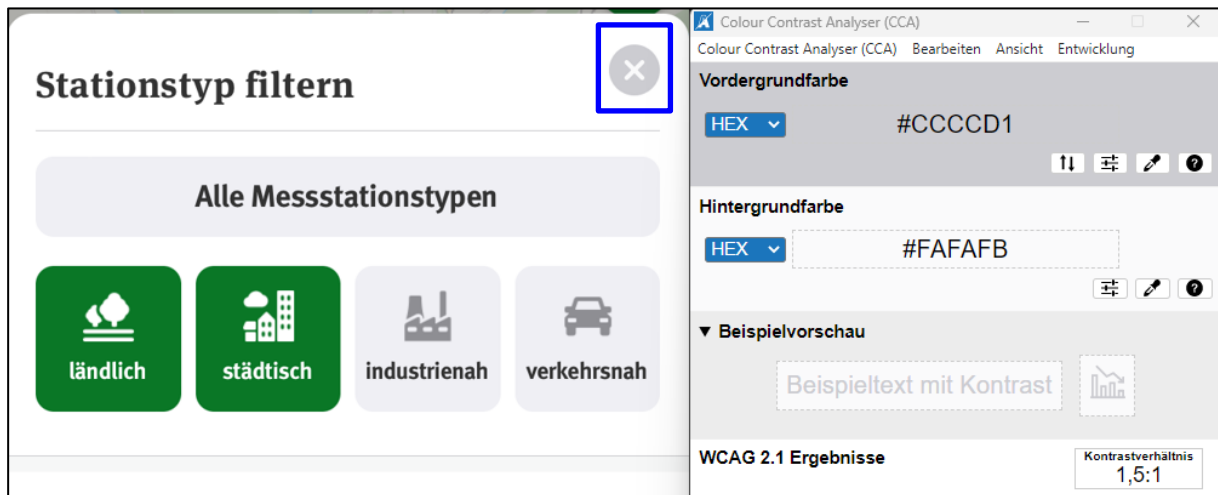 Stationstyp filtern
Alle Messstationstypen
ländlich
städtisch
industrienah
verkehrsnah
Colour Contrast Analyser (CCA)
Colour Contrast Analyser (CCA) Bearbeiten Ansicht Entwicklung
Vordergrundfarbe
HEX #CCCCD1
Hintergrundfarbe
HEX #FAFAFB
▼ Beispielvorschau
Beispieltext mit Kontrast
WCAG 2.1 Ergebnisse
Kontrastverhältnis
1,5:1